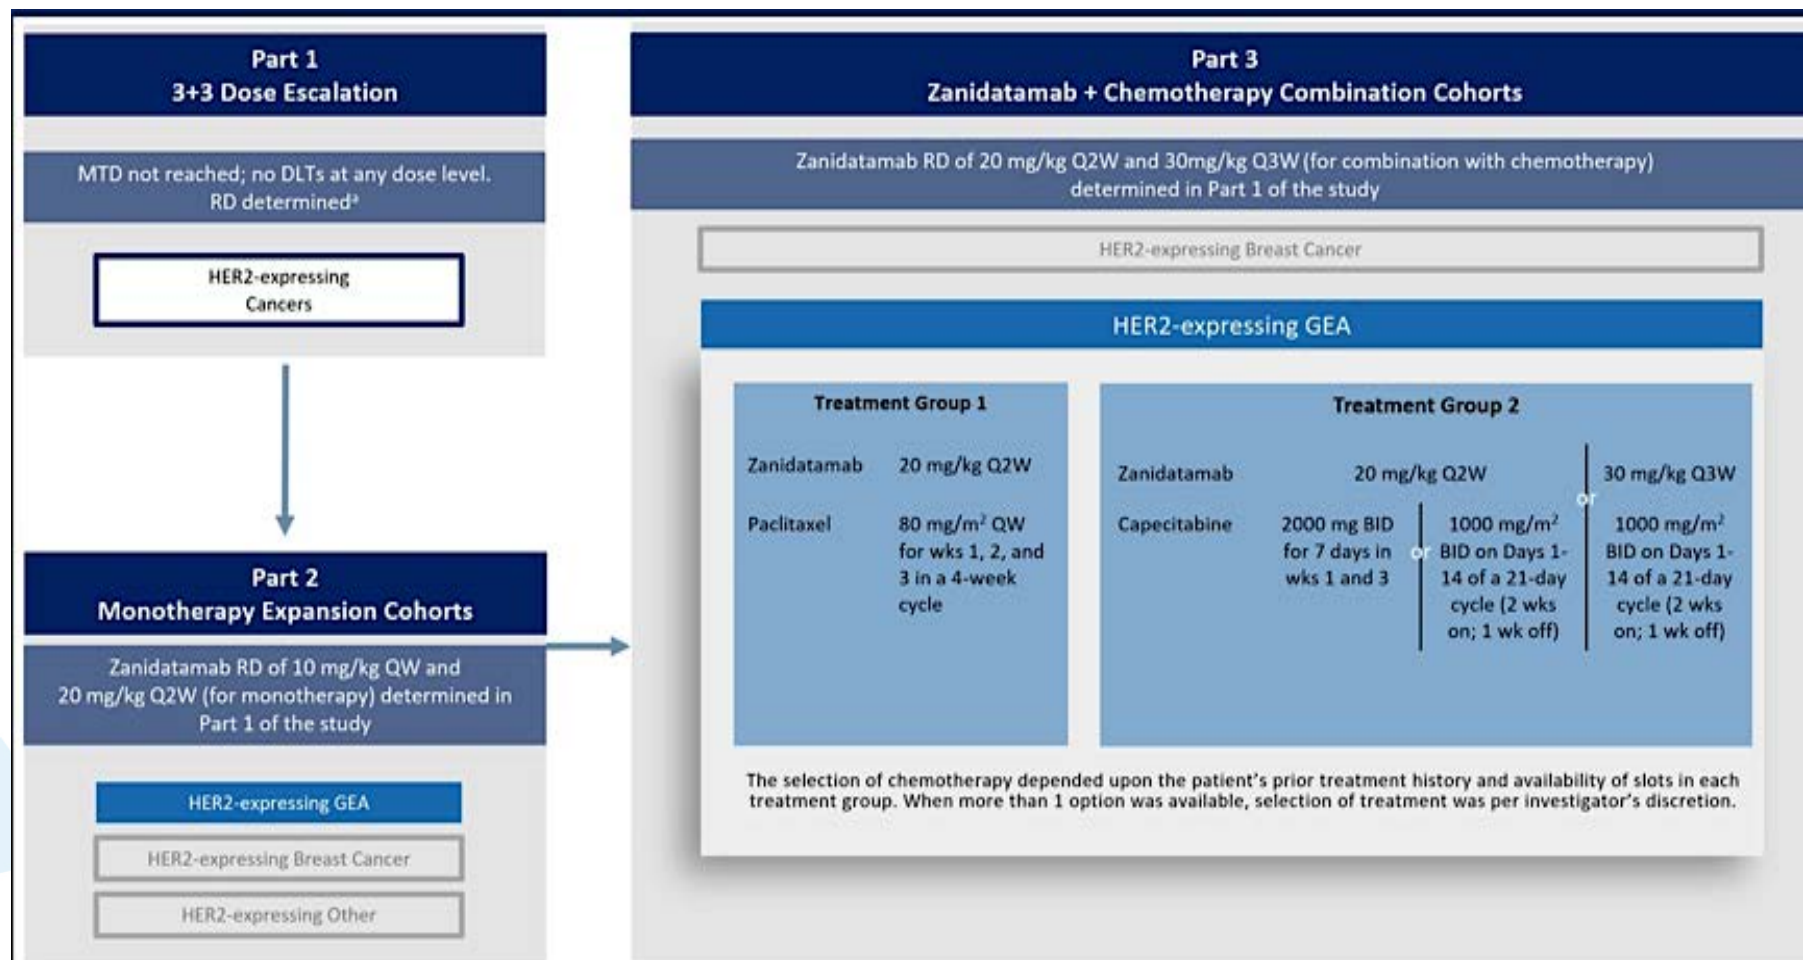 Part 1
3+3 Dose Escalation
MTD not reached; no DLTs at any dose level.
RD determinedᵃ
HER2-expressing
Cancers
Part 2
Monotherapy Expansion Cohorts
Zanidatamab RD of 10 mg/kg QW and
20 mg/kg Q2W (for monotherapy) determined in
Part 1 of the study
HER2-expressing GEA
HER2-expressing Breast Cancer
HER2-expressing Other
Part 3
Zanidatamab + Chemotherapy Combination Cohorts
Zanidatamab RD of 20 mg/kg Q2W and 30mg/kg Q3W (for combination with chemotherapy)
determined in Part 1 of the study
HER2-expressing Breast Cancer
HER2-expressing GEA
Treatment Group 1
Zanidatamab 20 mg/kg Q2W
Paclitaxel 80 mg/m² QW
for wks 1, 2, and
3 in a 4-week
cycle
Treatment Group 2
Zanidatamab 20 mg/kg Q2W or 30 mg/kg Q3W
Capecitabine
2000 mg BID
for 7 days in
wks 1 and 3
or
1000 mg/m²
BID on Days 1-
14 of a 21-day
cycle (2 wks
on; 1 wk off)
1000 mg/m²
BID on Days 1-
14 of a 21-day
cycle (2 wks
on; 1 wk off)
The selection of chemotherapy depended upon the patient's prior treatment history and availability of slots in each
treatment group. When more than 1 option was available, selection of treatment was per investigator's discretion.